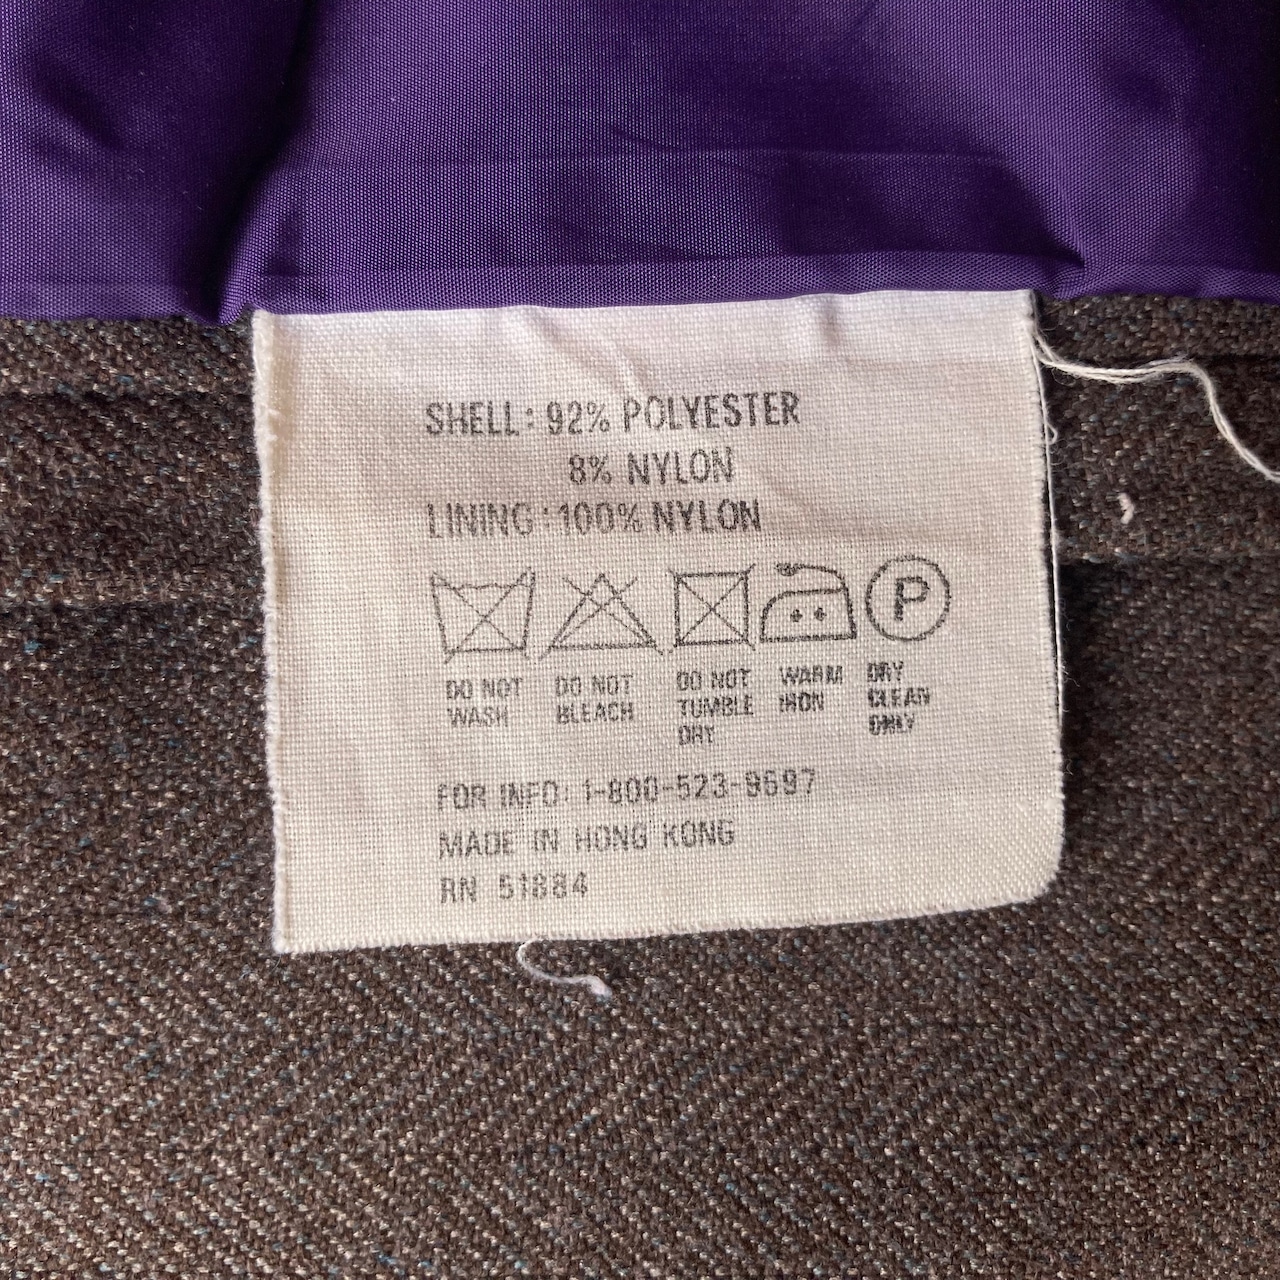 SHELL: 92% POLYESTER
8% NYLON
LINING: 100% NYLON
P
DO NOT WASH
DO NOT BLEACH
DO NOT TUMBLE DRY
WARM IRON
DRY CLEAN ONLY
FOR INFO: 1-800-523-9697
MADE IN HONG KONG
RN 51884